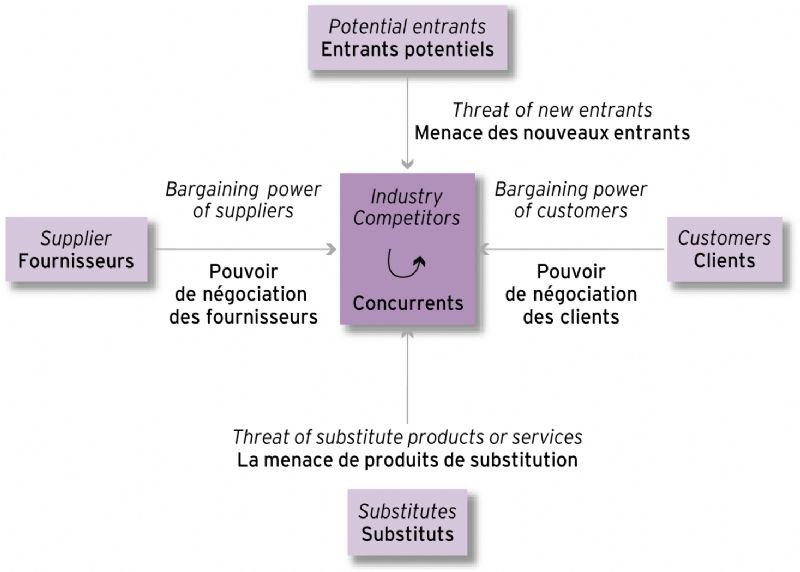 Potential entrants
Entrants potentiels
Threat of new entrants
Menace des nouveaux entrants
Bargaining power
of suppliers
Industry
Competitors
Bargaining power
of customers
Supplier
Fournisseurs
Customers
Clients
Pouvoir
de négociation
des fournisseurs
Concurrents
Pouvoir
de négociation
des clients
Threat of substitute products or services
La menace de produits de substitution
Substitutes
Substituts